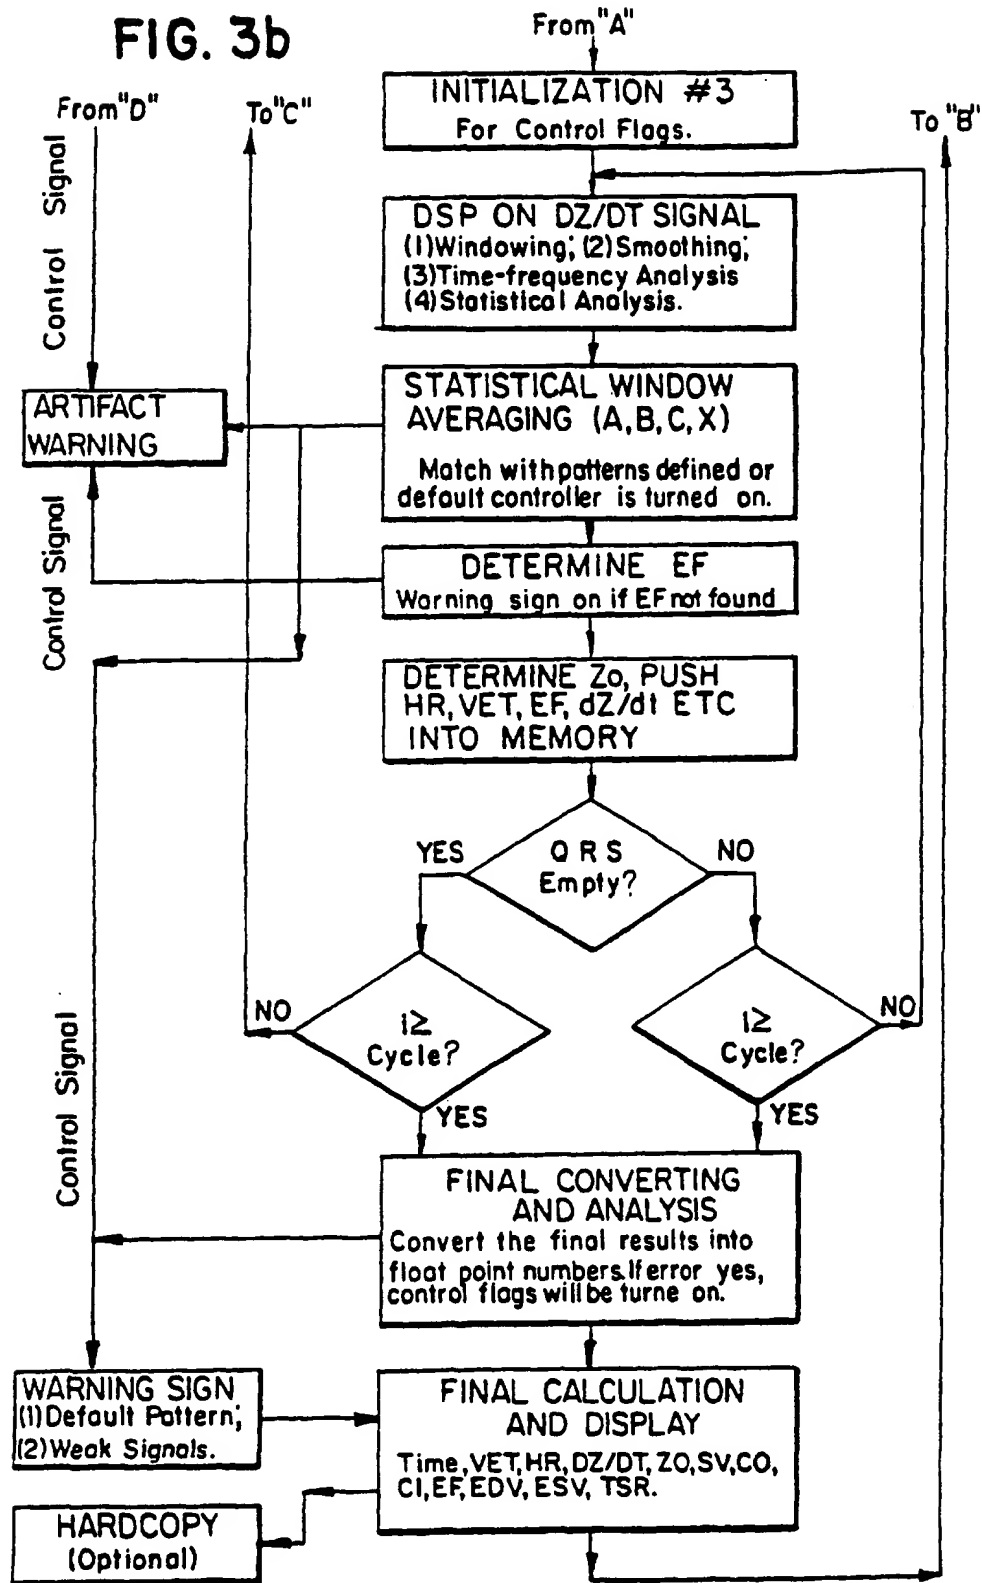 FIG. 3b
From "A"
From "D"
To "C"
To "B"
INITIALIZATION #3
For Control Flags.
Control Signal
DSP ON DZ/DT SIGNAL
(1) Windowing; (2) Smoothing;
(3) Time-frequency Analysis
(4) Statistical Analysis.
ARTIFACT
WARNING
STATISTICAL WINDOW
AVERAGING (A, B, C, X)
Match with patterns defined or
default controller is turned on.
Control Signal
DETERMINE EF
Warning sign on if EF not found
DETERMINE Zo, PUSH
HR, VET, EF, dZ/dt ETC
INTO MEMORY
YES
QRS
Empty?
NO
NO
i≥
Cycle?
YES
I≥
Cycle?
NO
YES
Control Signal
FINAL CONVERTING
AND ANALYSIS
Convert the final results into
float point numbers. If error yes,
control flags will be turne on.
WARNING SIGN
(1) Default Pattern;
(2) Weak Signals.
FINAL CALCULATION
AND DISPLAY
Time, VET, HR, DZ/DT, ZO, SV, CO,
CI, EF, EDV, ESV, TSR.
HARDCOPY
(Optional)